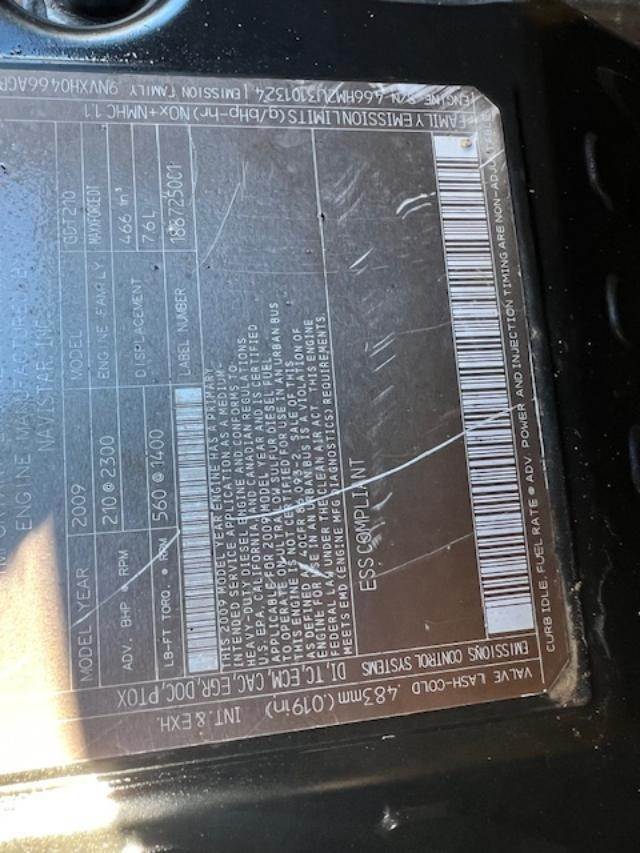 NAVISTAR, INC.
MODEL YEAR 2009 MODEL GDT210
ADV. BHP @ RPM 210 @ 2300 ENGINE FAMILY MAXXFORCEDT
LB-FT TORQ. @ RPM 560 @ 1400 DISPLACEMENT 466 in³ 7.6L
LABEL NUMBER 1887250C1
THIS 2009 MODEL YEAR ENGINE HAS A PRIMARY
INTENDED SERVICE APPLICATION AS A MEDIUM
HEAVY-DUTY DIESEL ENGINE AND CONFORMS TO
U.S. EPA, CALIFORNIA, AND CANADIAN REGULATIONS
APPLICABLE FOR 2009 MODEL YEAR AND IS CERTIFIED
TO OPERATE ON ULTRA LOW SULFUR DIESEL FUEL.
THIS ENGINE IS NOT CERTIFIED FOR USE IN AN URBAN BUS
AS DEFINED AT 40CFR 86.093-2. SALE OF THIS
ENGINE FOR USE IN AN URBAN BUS IS A VIOLATION OF
FEDERAL LAW UNDER THE CLEAN AIR ACT. THIS ENGINE
MEETS EMD (ENGINE MFG DIAGNOSTICS) REQUIREMENTS.
ESS COMPLIANT
CURB IDLE, FUEL RATE & ADV. POWER AND INJECTION TIMING ARE NON-ADJUSTABLE
ENGINE S/N 466HM2U3101324 EMISSION FAMILY 9NVXH0466AGB
FAMILY EMISSION LIMITS (g/bHp-hr) NOx+NMHC 1.1
EMISSIONS CONTROL SYSTEMS DI, TC, ECM, CAC, EGR, DOC, PTOX
VALVE LASH-COLD .483mm (.019in) INT. & EXH.